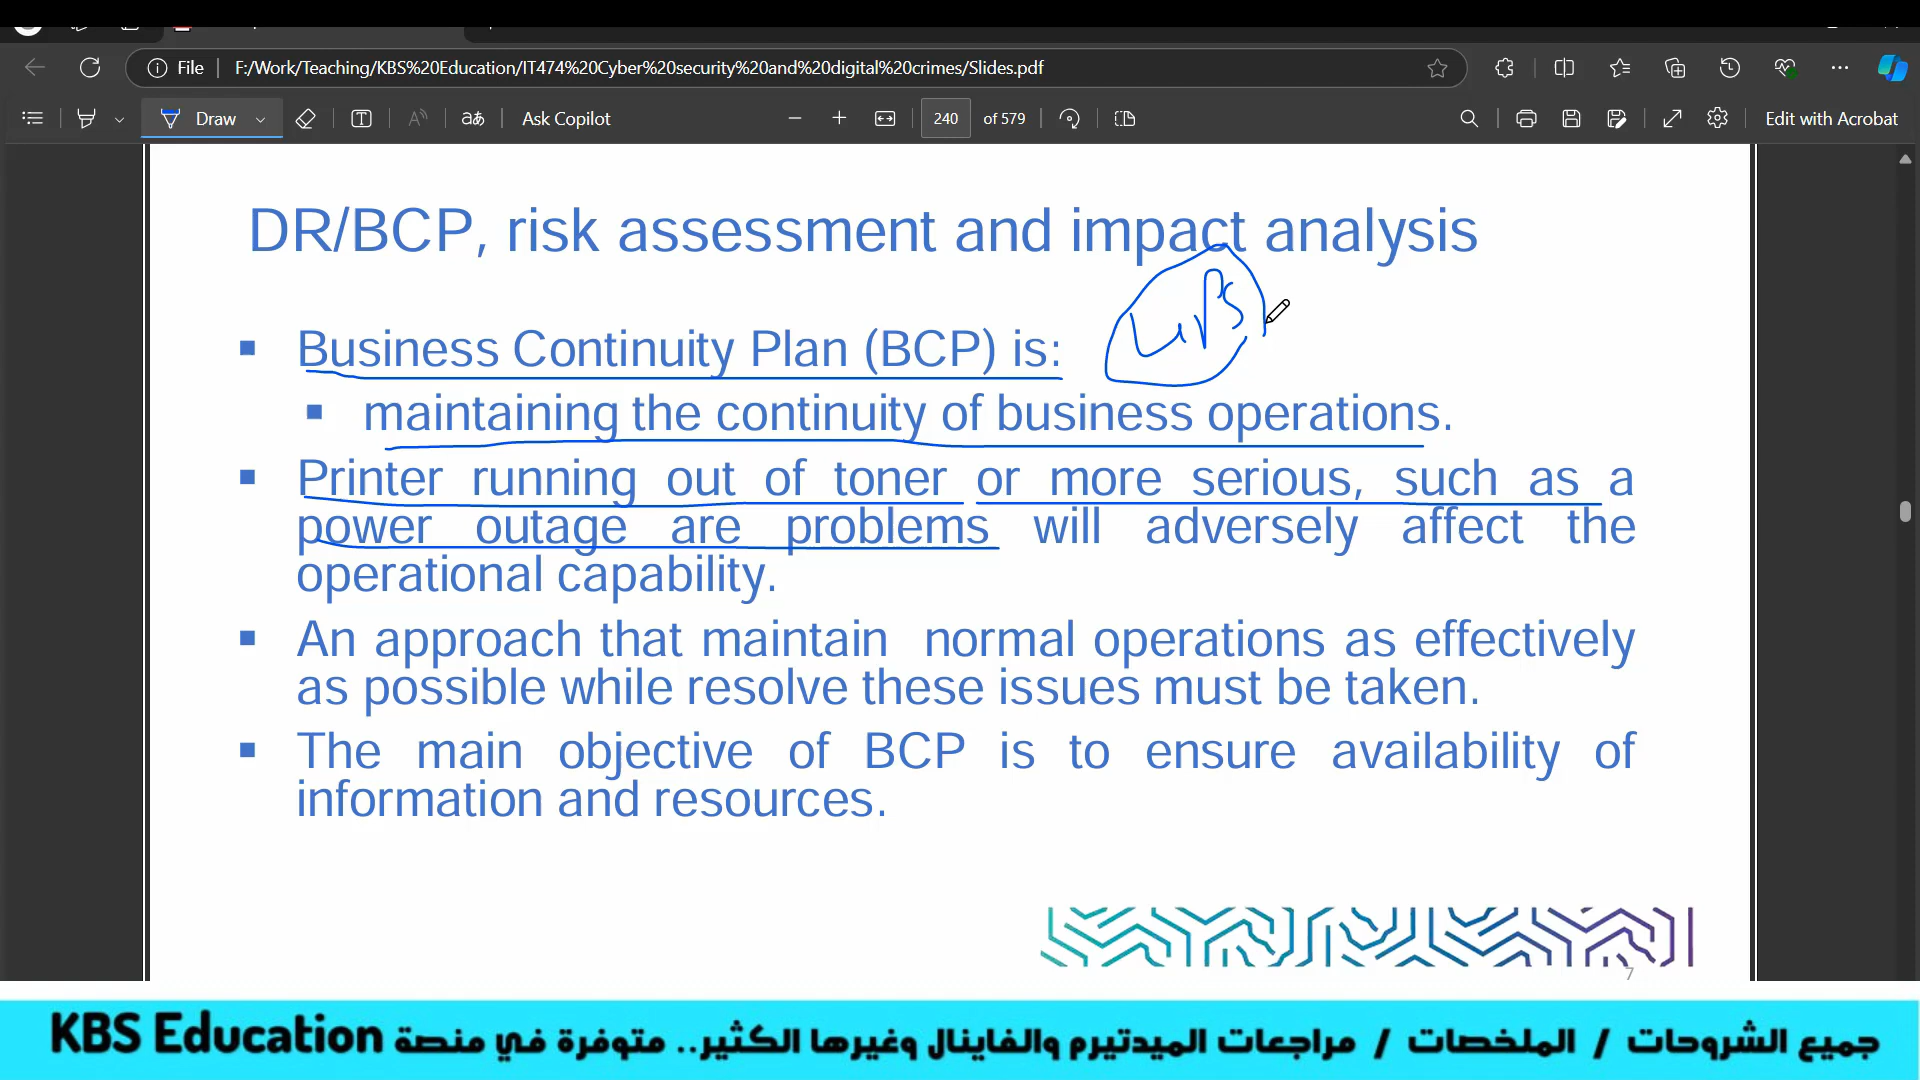 File
F:/Work/Teaching/KBS%20Education/IT474%20Cyber%20security%20and%20digital%20crimes/Slides.pdf
Draw
Ask Copilot
240 of 579
Edit with Acrobat
DR/BCP, risk assessment and impact analysis
UPS
▪ Business Continuity Plan (BCP) is:
▪ maintaining the continuity of business operations.
▪ Printer running out of toner or more serious, such as a
power outage are problems will adversely affect the
operational capability.
▪ An approach that maintain normal operations as effectively
as possible while resolve these issues must be taken.
▪ The main objective of BCP is to ensure availability of
information and resources.
7
جميع الشروحات / الملخصات / مراجعات الميدتيرم والفاينال وغيرها الكثير.. متوفرة في منصة KBS Education